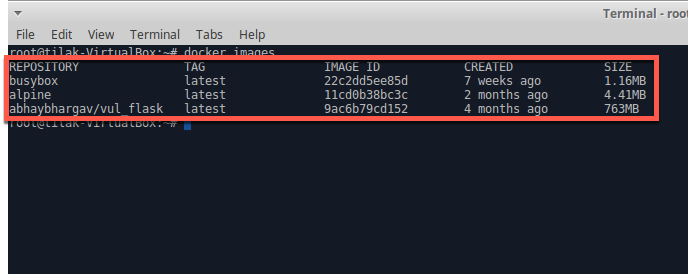 Terminal - root
File Edit View Terminal Tabs Help
root@tilak-VirtualBox:~# docker images
REPOSITORY TAG IMAGE ID CREATED SIZE
busybox latest 22c2dd5ee85d 7 weeks ago 1.16MB
alpine latest 11cd0b38bc3c 2 months ago 4.41MB
abhaybhargav/vul_flask latest 9ac6b79cd152 4 months ago 763MB
root@tilak-VirtualBox:~#